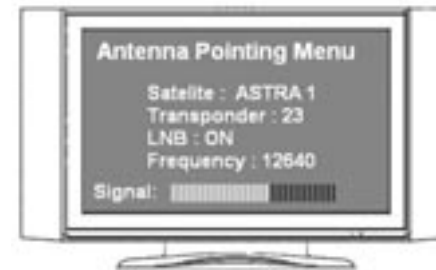 Antenna Pointing Menu
Satelite : ASTRA 1
Transponder : 23
LNB : ON
Frequency : 12640
Signal: